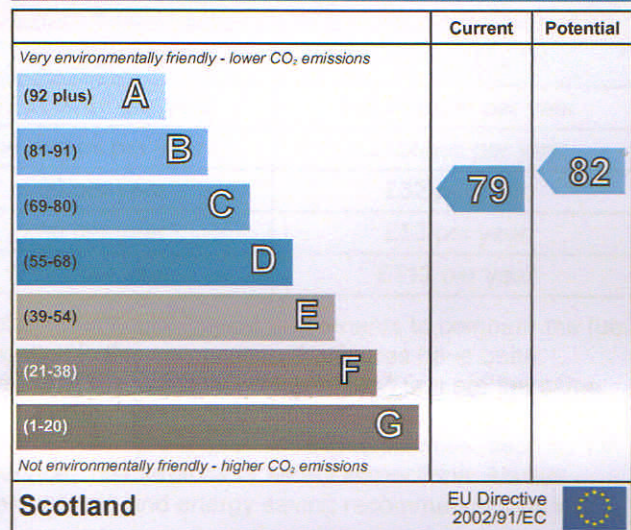 Current Potential
Very environmentally friendly - lower CO₂ emissions
(92 plus) A
(81-91) B
(69-80) C
(55-68) D
(39-54) E
(21-38) F
(1-20) G
79
82
Not environmentally friendly - higher CO₂ emissions
Scotland
EU Directive
2002/91/EC